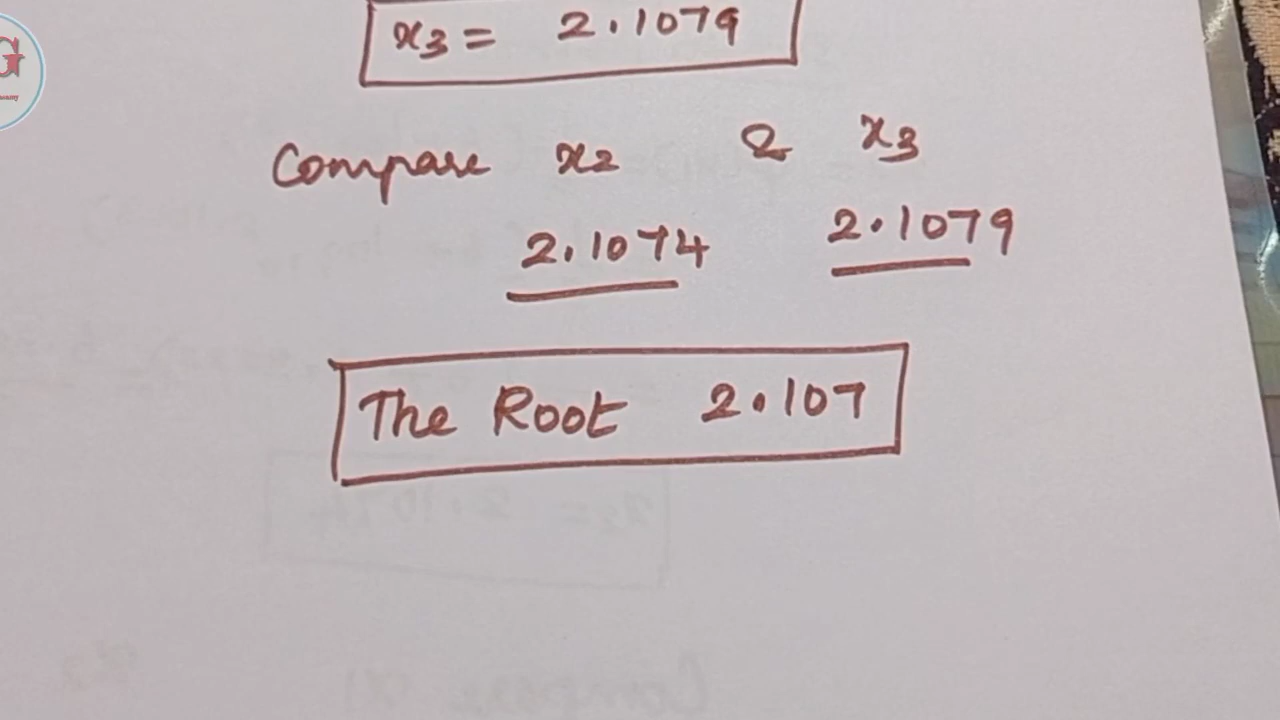 G
x3 = 2.1079
Compare x2 & x3
2.1074 2.1079
The Root 2.107